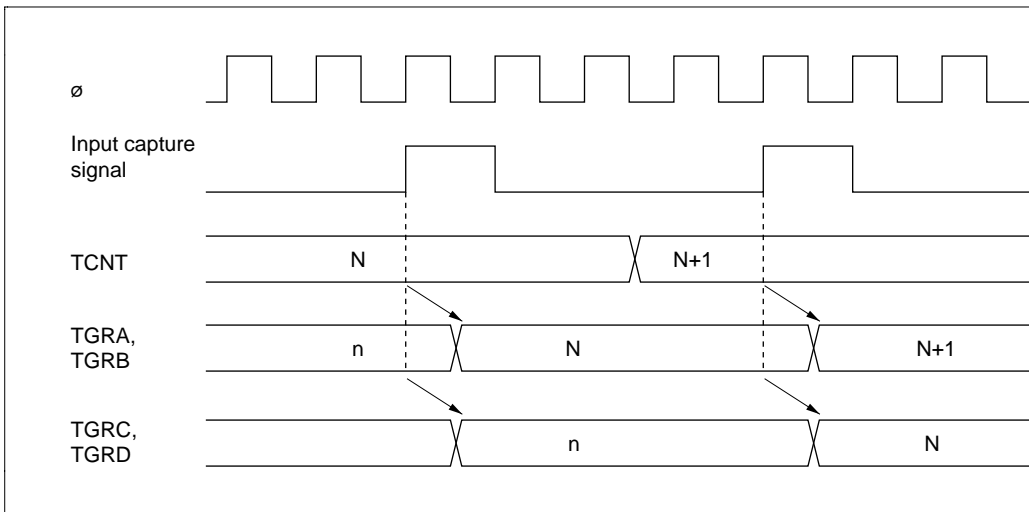 ø
Input capture
signal
TCNT
N
N+1
TGRA,
TGRB
n
N
N+1
TGRC,
TGRD
n
N